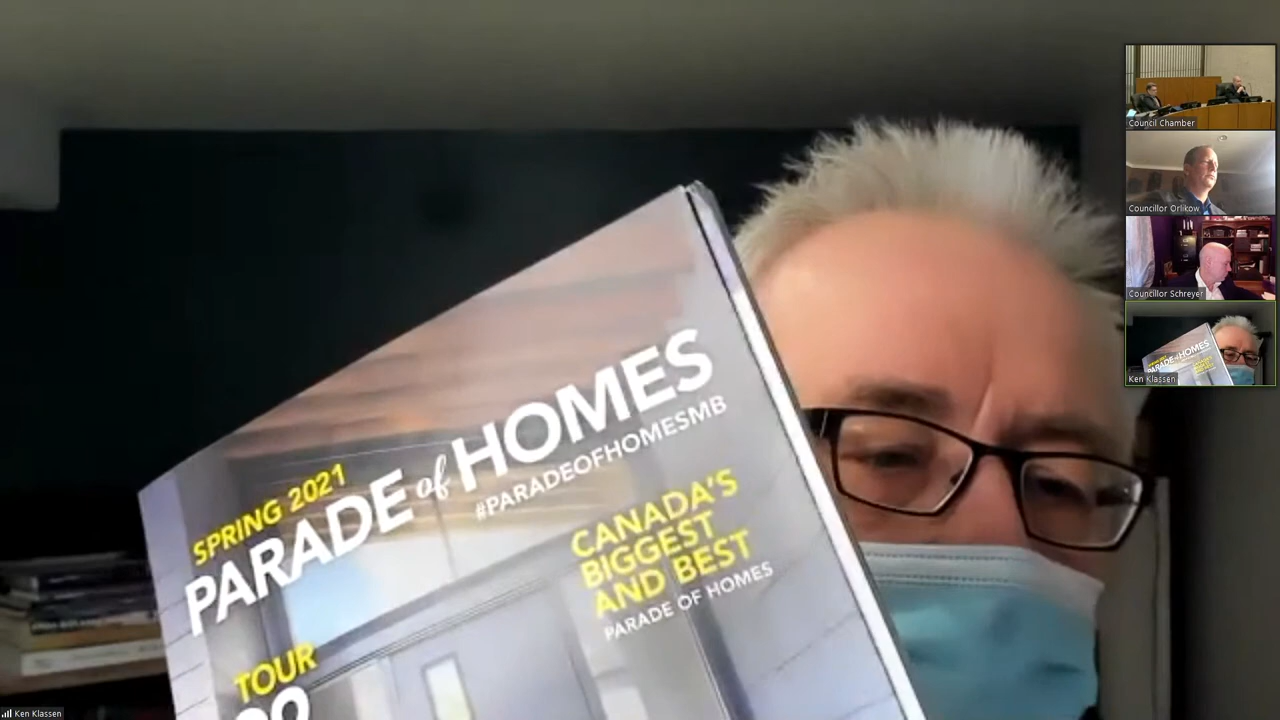 SPRING 2021
PARADE of HOMES
#PARADEOFHOMESMB
CANADA'S
BIGGEST
AND BEST
PARADE OF HOMES
TOUR
Council Chamber
Councillor Orlikow
Councillor Schreyer
Ken Klassen
Ken Klassen